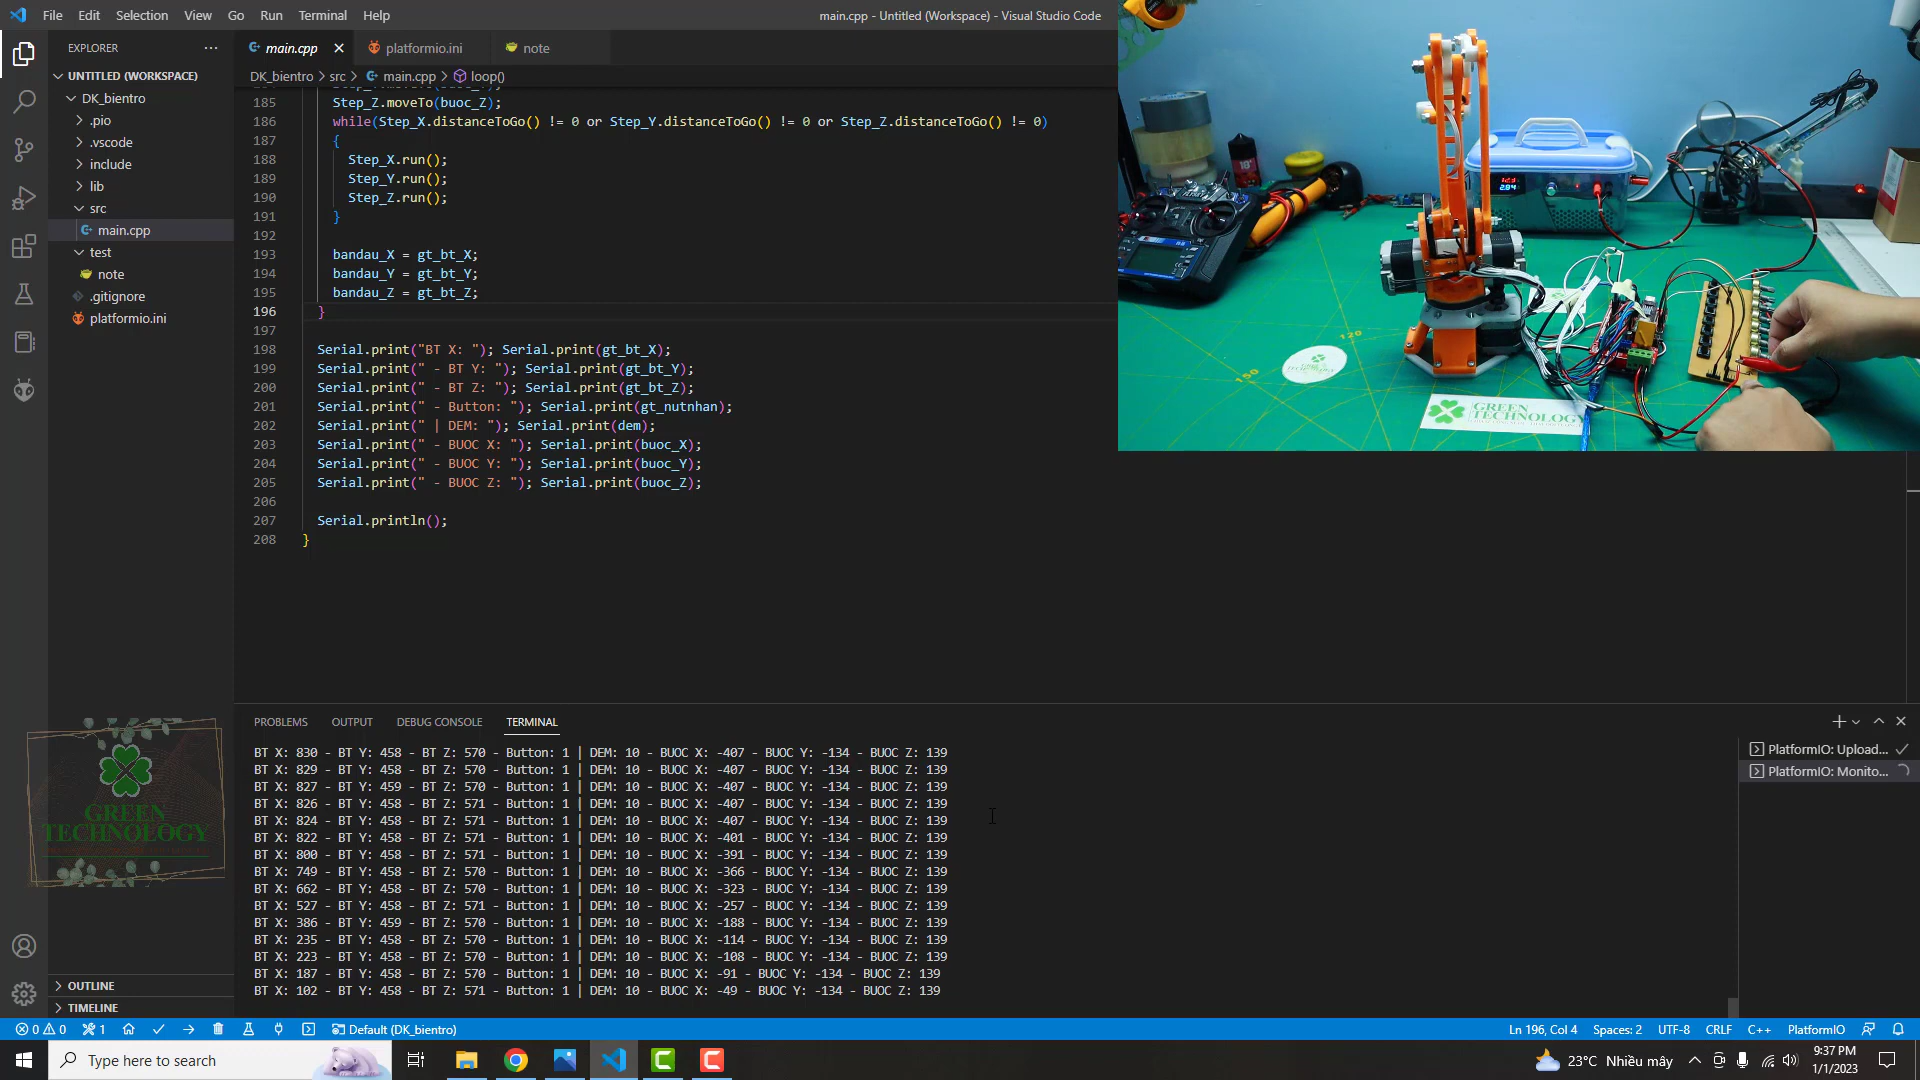 File Edit Selection View Go Run Terminal Help
main.cpp - Untitled (Workspace) - Visual Studio Code
EXPLORER
UNTITLED (WORKSPACE)
DK_bientro
.pio
.vscode
include
lib
src
main.cpp
test
note
.gitignore
platformio.ini
OUTLINE
TIMELINE
main.cpp platformio.ini note
DK_bientro > src > main.cpp > loop()
185 Step_Z.moveTo(buoc_Z);
186 while(Step_X.distanceToGo() != 0 or Step_Y.distanceToGo() != 0 or Step_Z.distanceToGo() != 0)
187 {
188 Step_X.run();
189 Step_Y.run();
190 Step_Z.run();
191 }
192
193 bandau_X = gt_bt_X;
194 bandau_Y = gt_bt_Y;
195 bandau_Z = gt_bt_Z;
196 }
197
198 Serial.print("BT X: "); Serial.print(gt_bt_X);
199 Serial.print(" - BT Y: "); Serial.print(gt_bt_Y);
200 Serial.print(" - BT Z: "); Serial.print(gt_bt_Z);
201 Serial.print(" - Button: "); Serial.print(gt_nutnhan);
202 Serial.print(" | DEM: "); Serial.print(dem);
203 Serial.print(" - BUOC X: "); Serial.print(buoc_X);
204 Serial.print(" - BUOC Y: "); Serial.print(buoc_Y);
205 Serial.print(" - BUOC Z: "); Serial.print(buoc_Z);
206
207 Serial.println();
208 }
120
150
GREEN
TECHNOLOGY
PROBLEMS OUTPUT DEBUG CONSOLE TERMINAL
BT X: 830 - BT Y: 458 - BT Z: 570 - Button: 1 | DEM: 10 - BUOC X: -407 - BUOC Y: -134 - BUOC Z: 139
BT X: 829 - BT Y: 458 - BT Z: 570 - Button: 1 | DEM: 10 - BUOC X: -407 - BUOC Y: -134 - BUOC Z: 139
BT X: 827 - BT Y: 459 - BT Z: 570 - Button: 1 | DEM: 10 - BUOC X: -407 - BUOC Y: -134 - BUOC Z: 139
BT X: 826 - BT Y: 458 - BT Z: 571 - Button: 1 | DEM: 10 - BUOC X: -407 - BUOC Y: -134 - BUOC Z: 139
BT X: 824 - BT Y: 458 - BT Z: 571 - Button: 1 | DEM: 10 - BUOC X: -407 - BUOC Y: -134 - BUOC Z: 139
BT X: 822 - BT Y: 458 - BT Z: 571 - Button: 1 | DEM: 10 - BUOC X: -401 - BUOC Y: -134 - BUOC Z: 139
BT X: 800 - BT Y: 458 - BT Z: 571 - Button: 1 | DEM: 10 - BUOC X: -391 - BUOC Y: -134 - BUOC Z: 139
BT X: 749 - BT Y: 458 - BT Z: 570 - Button: 1 | DEM: 10 - BUOC X: -366 - BUOC Y: -134 - BUOC Z: 139
BT X: 662 - BT Y: 458 - BT Z: 570 - Button: 1 | DEM: 10 - BUOC X: -323 - BUOC Y: -134 - BUOC Z: 139
BT X: 527 - BT Y: 458 - BT Z: 571 - Button: 1 | DEM: 10 - BUOC X: -257 - BUOC Y: -134 - BUOC Z: 139
BT X: 386 - BT Y: 459 - BT Z: 570 - Button: 1 | DEM: 10 - BUOC X: -188 - BUOC Y: -134 - BUOC Z: 139
BT X: 235 - BT Y: 458 - BT Z: 570 - Button: 1 | DEM: 10 - BUOC X: -114 - BUOC Y: -134 - BUOC Z: 139
BT X: 223 - BT Y: 458 - BT Z: 570 - Button: 1 | DEM: 10 - BUOC X: -108 - BUOC Y: -134 - BUOC Z: 139
BT X: 187 - BT Y: 458 - BT Z: 570 - Button: 1 | DEM: 10 - BUOC X: -91 - BUOC Y: -134 - BUOC Z: 139
BT X: 102 - BT Y: 458 - BT Z: 571 - Button: 1 | DEM: 10 - BUOC X: -49 - BUOC Y: -134 - BUOC Z: 139
PlatformIO: Upload...
PlatformIO: Monito...
GREEN
TECHNOLOGY
0 0 1 Default (DK_bientro)
Ln 196, Col 4 Spaces: 2 UTF-8 CRLF C++ PlatformIO
Type here to search
23°C Nhiều mây
9:37 PM
1/1/2023